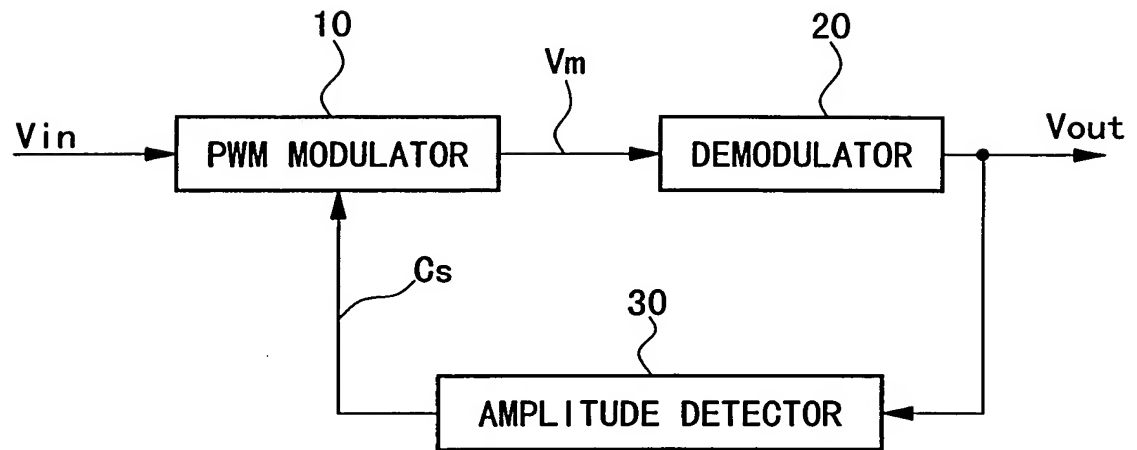 10
20
Vm
Vin
PWM MODULATOR
DEMODULATOR
Vout
Cs
30
AMPLITUDE DETECTOR